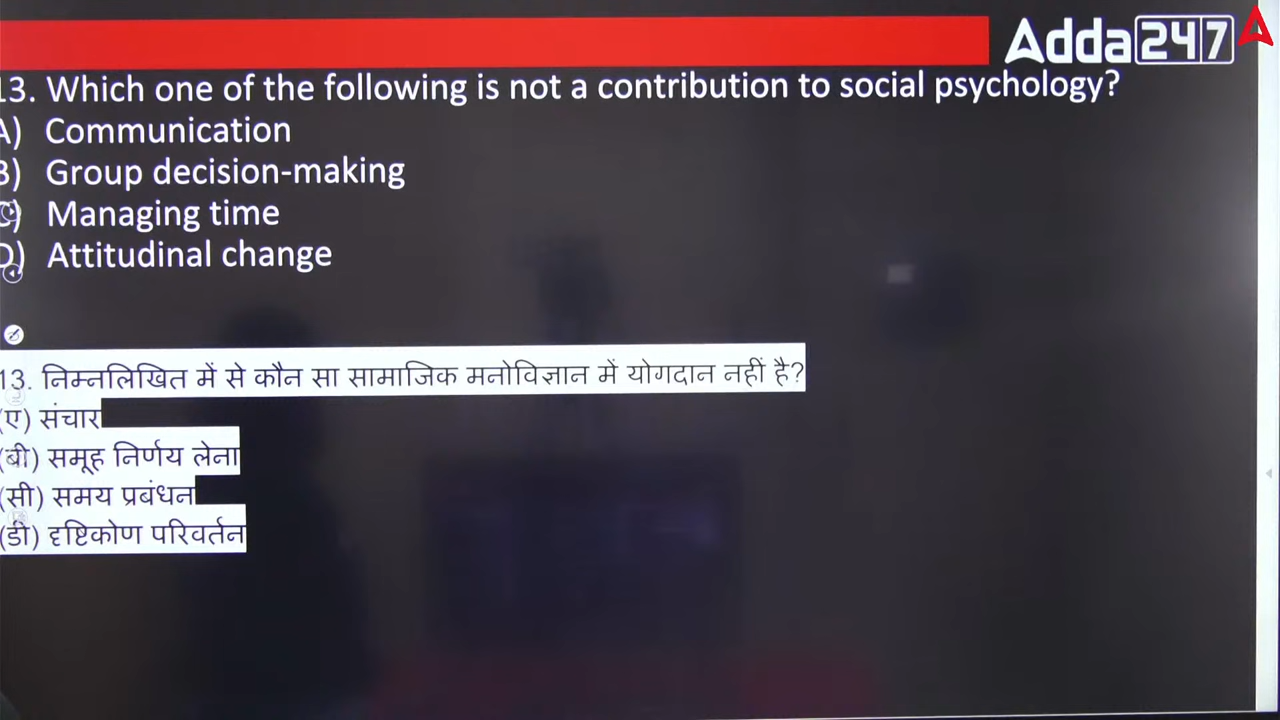 Adda247
13. Which one of the following is not a contribution to social psychology?
A) Communication
B) Group decision-making
C) Managing time
D) Attitudinal change
13. निम्नलिखित में से कौन सा सामाजिक मनोविज्ञान में योगदान नहीं है?
(ए) संचार
(बी) समूह निर्णय लेना
(सी) समय प्रबंधन
(डी) दृष्टिकोण परिवर्तन